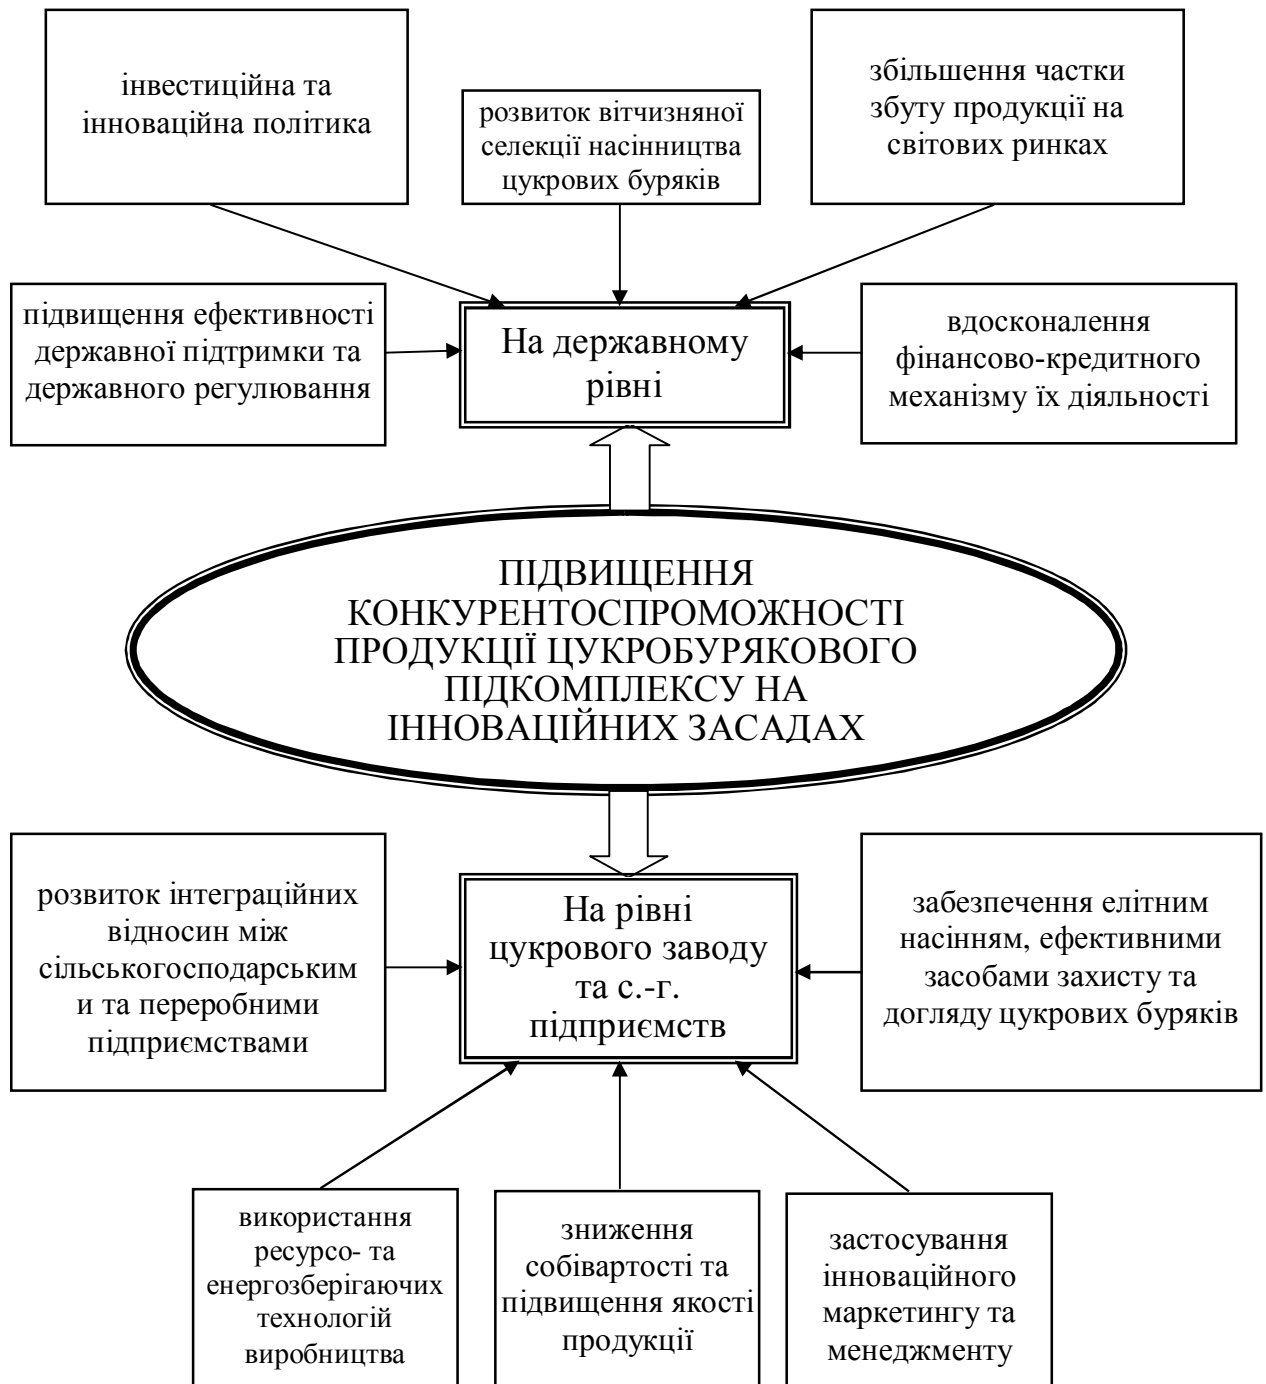 інвестиційна та
інноваційна політика
розвиток вітчизняної
селекції насінництва
цукрових буряків
збільшення частки
збуту продукції на
світових ринках
підвищення ефективності
державної підтримки та
державного регулювання
На державному
рівні
вдосконалення
фінансово-кредитного
механізму їх діяльності
ПІДВИЩЕННЯ
КОНКУРЕНТОСПРОМОЖНОСТІ
ПРОДУКЦІЇ ЦУКРОБУРЯКОВОГО
ПІДКОМПЛЕКСУ НА
ІННОВАЦІЙНИХ ЗАСАДАХ
розвиток інтеграційних
відносин між
сільськогосподарським
и та переробними
підприємствами
На рівні
цукрового заводу
та с.-г.
підприємств
забезпечення елітним
насінням, ефективними
засобами захисту та
догляду цукрових буряків
використання
ресурсо- та
енергозберігаючих
технологій
виробництва
зниження
собівартості та
підвищення якості
продукції
застосування
інноваційного
маркетингу та
менеджменту